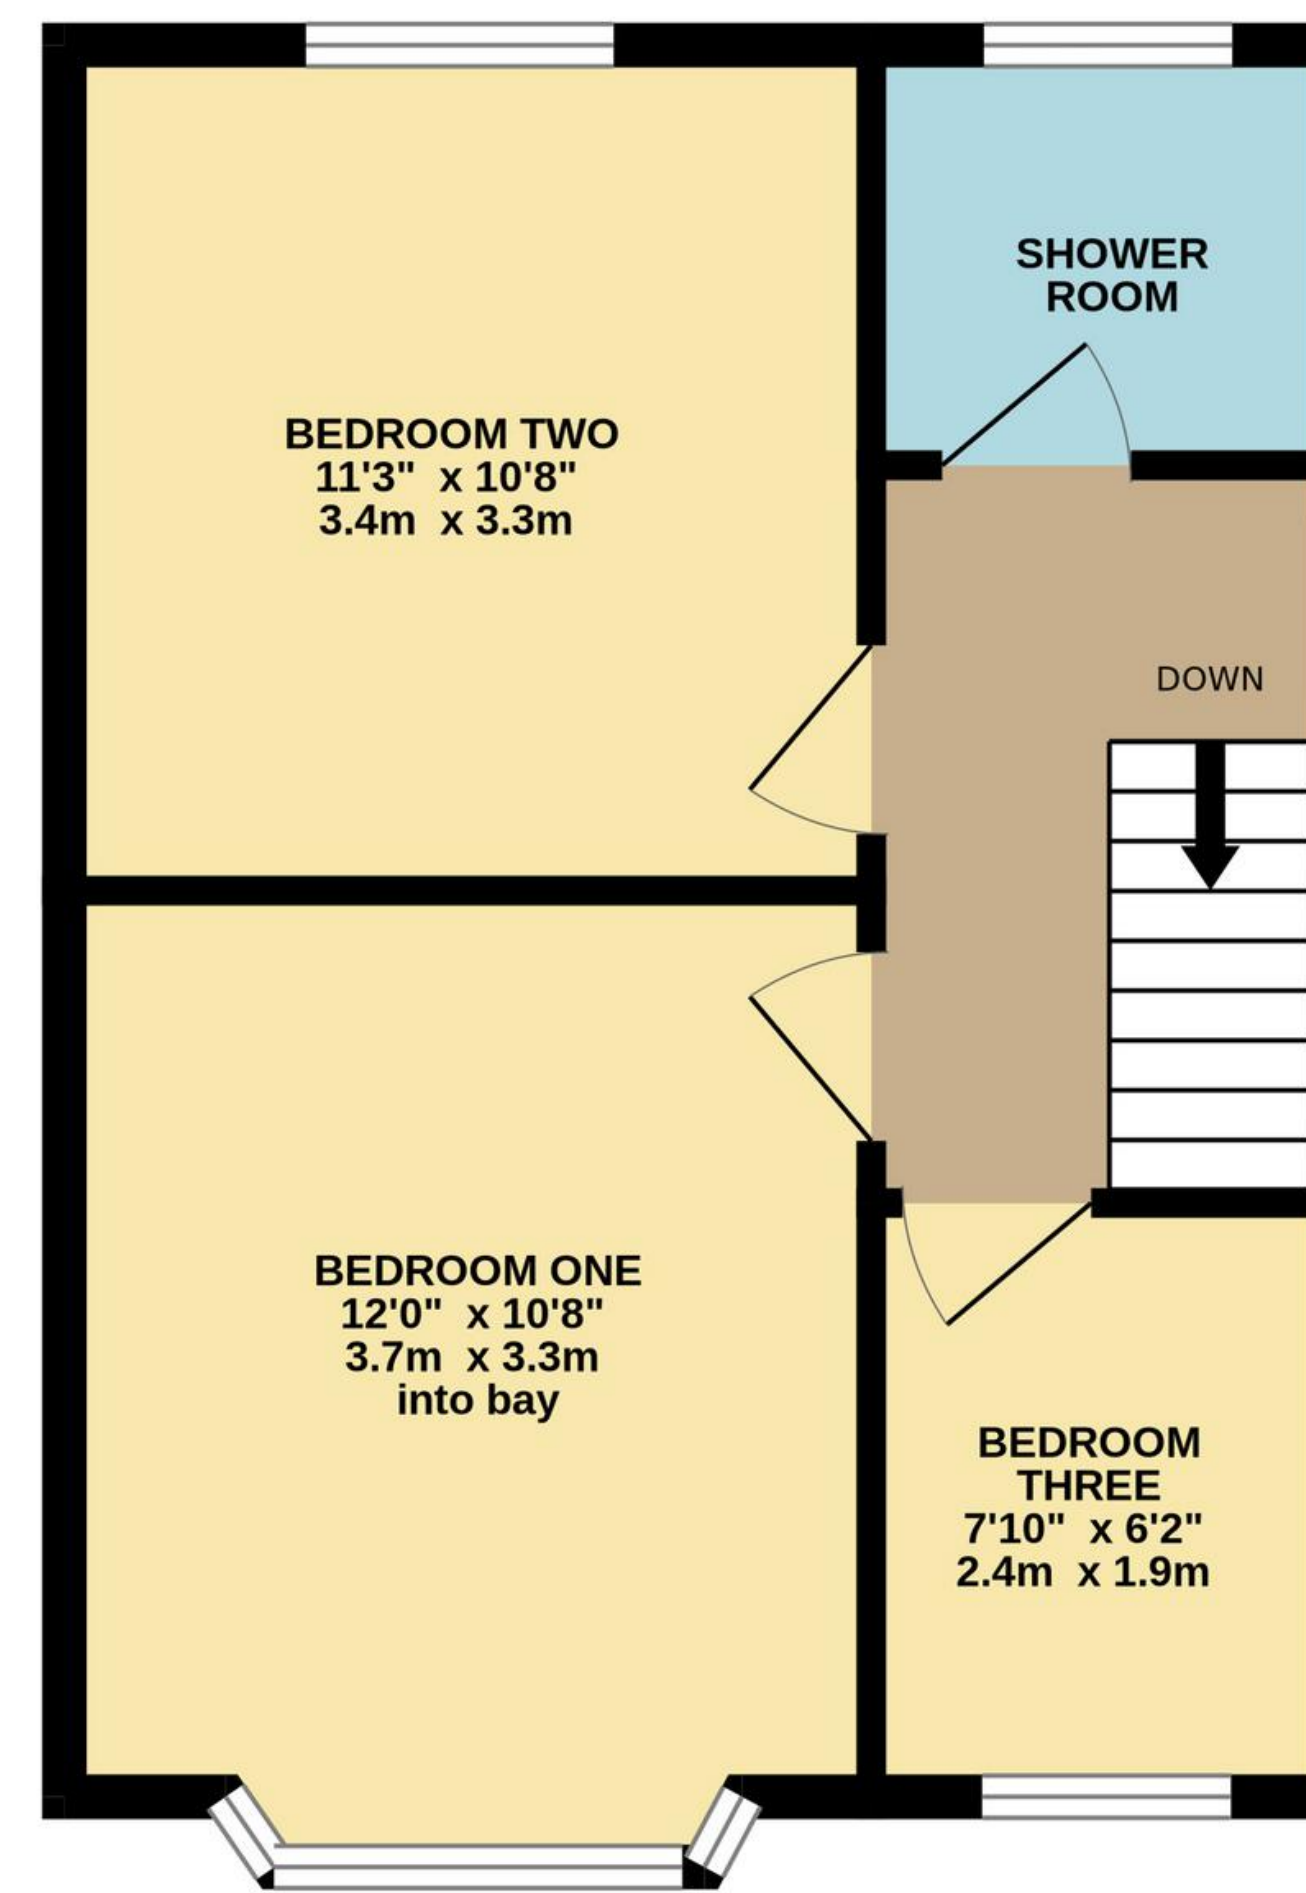 SHOWER
ROOM
BEDROOM TWO
11'3" x 10'8"
3.4m x 3.3m
DOWN
BEDROOM ONE
12'0" x 10'8"
3.7m x 3.3m
into bay
BEDROOM
THREE
7'10" x 6'2"
2.4m x 1.9m